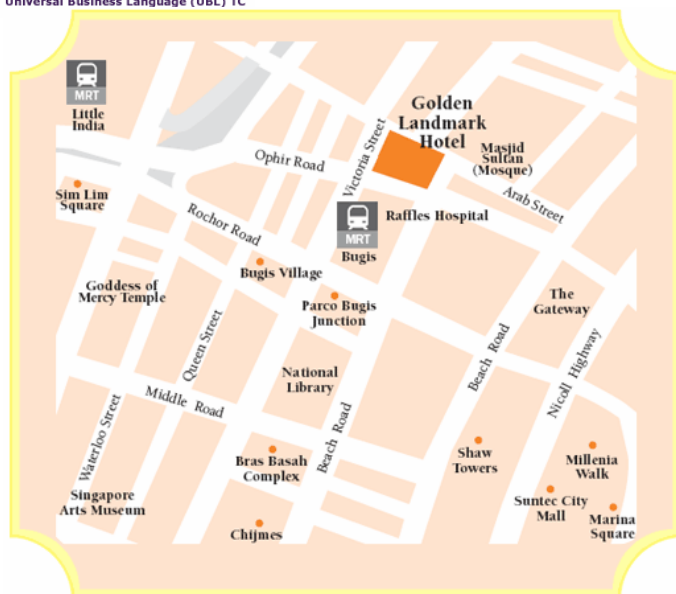 Universal Business Language (UBL) TC
MRT
Little
India
Golden
Landmark
Hotel
Victoria Street
Masjid
Sultan
(Mosque)
Ophir Road
Arab Street
Sim Lim
Square
Rochor Road
Raffles Hospital
MRT
Bugis
Bugis Village
Goddess of
Mercy Temple
Parco Bugis
Junction
The
Gateway
Queen Street
Beach Road
Nicoll Highway
National
Library
Middle Road
Waterloo Street
Beach Road
Bras Basah
Complex
Shaw
Towers
Millenia
Walk
Singapore
Arts Museum
Suntec City
Mall
Marina
Square
Chijmes